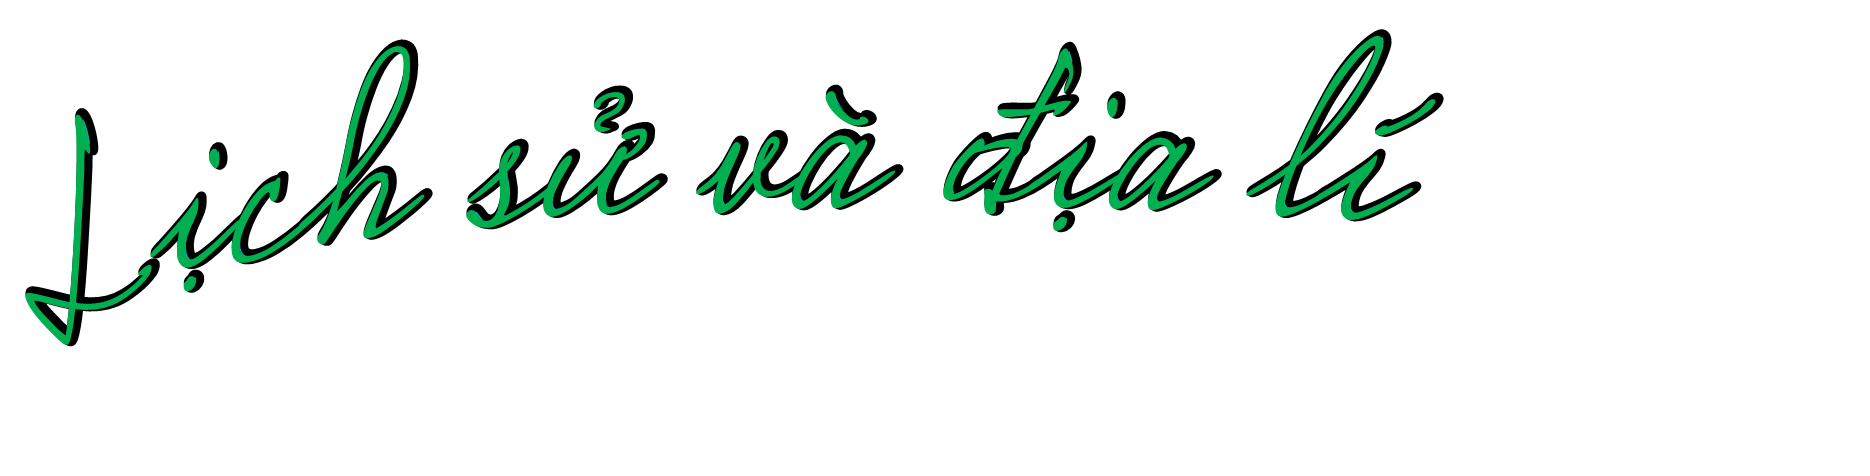 Lịch sử và địa lí